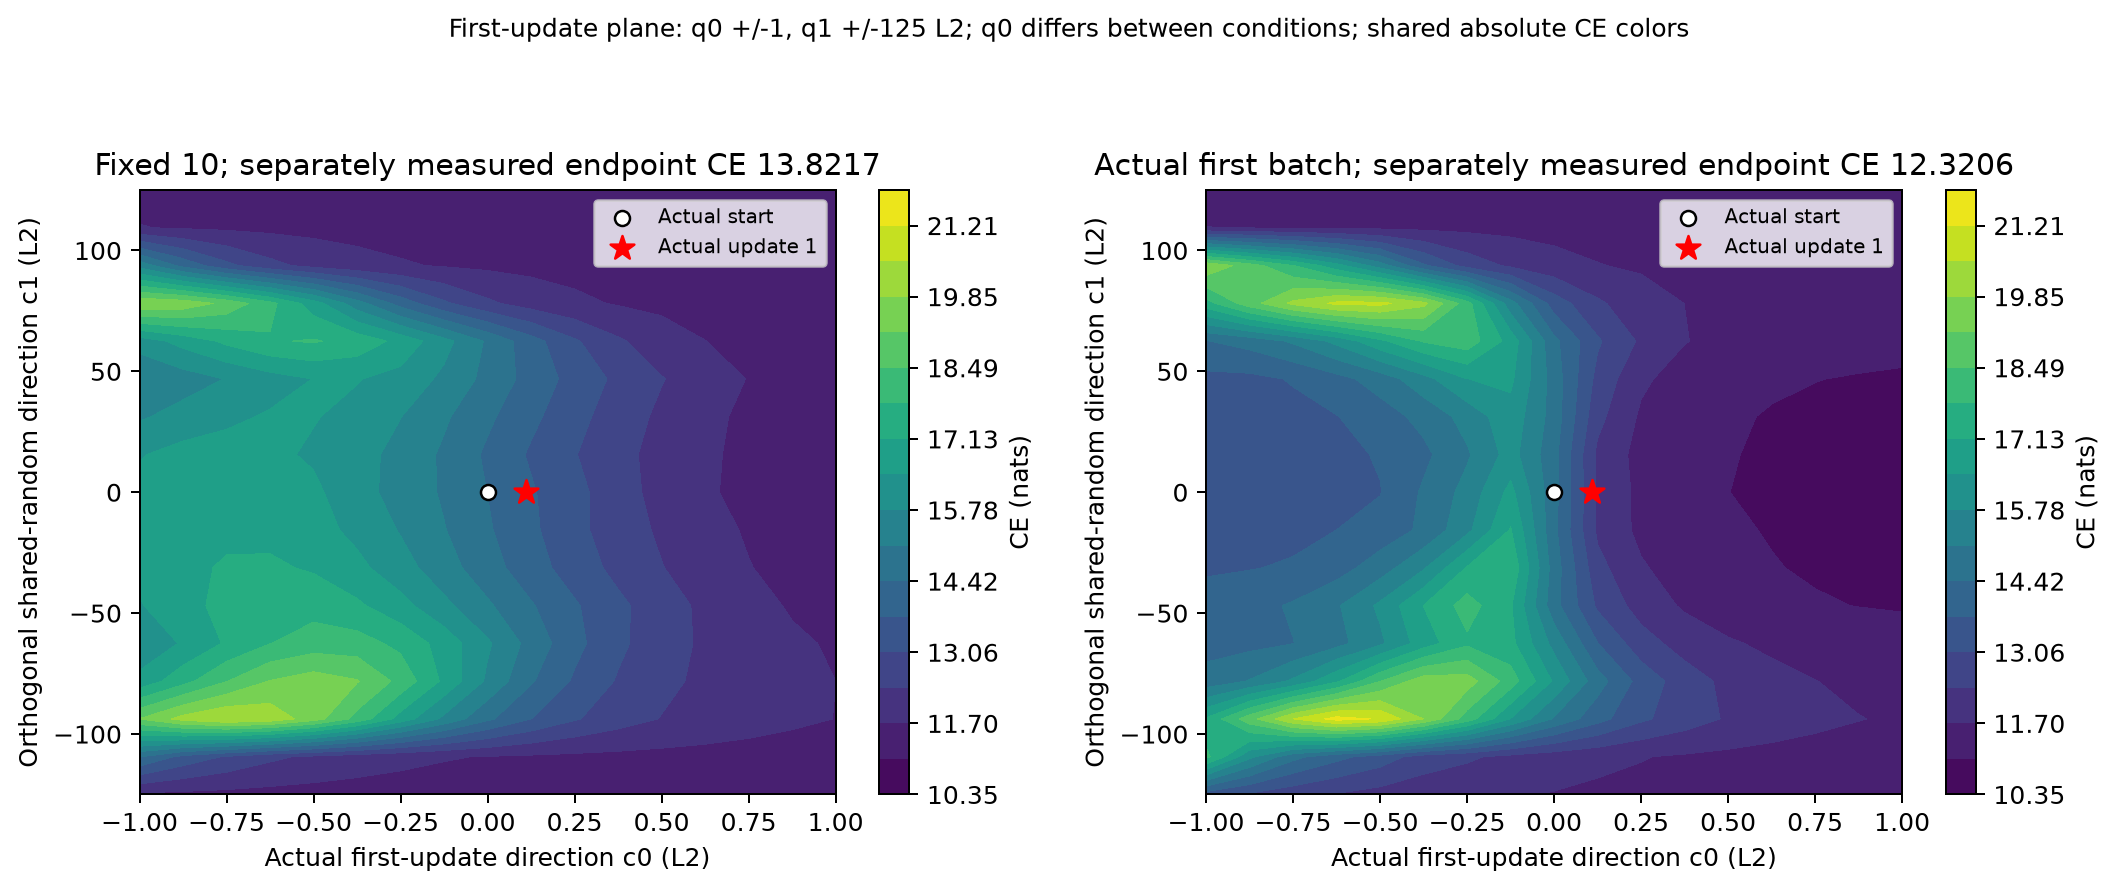 First-update plane: q0 +/-1, q1 +/-125 L2; q0 differs between conditions; shared absolute CE colors
Fixed 10; separately measured endpoint CE 13.8217
Orthogonal shared-random direction c1 (L2)
100
50
0
−50
−100
−1.00 −0.75 −0.50 −0.25 0.00 0.25 0.50 0.75 1.00
Actual first-update direction c0 (L2)
Actual start
Actual update 1
21.21
19.85
18.49
17.13
15.78
14.42
13.06
11.70
10.35
CE (nats)
Actual first batch; separately measured endpoint CE 12.3206
Orthogonal shared-random direction c1 (L2)
100
50
0
−50
−100
−1.00 −0.75 −0.50 −0.25 0.00 0.25 0.50 0.75 1.00
Actual first-update direction c0 (L2)
Actual start
Actual update 1
21.21
19.85
18.49
17.13
15.78
14.42
13.06
11.70
10.35
CE (nats)